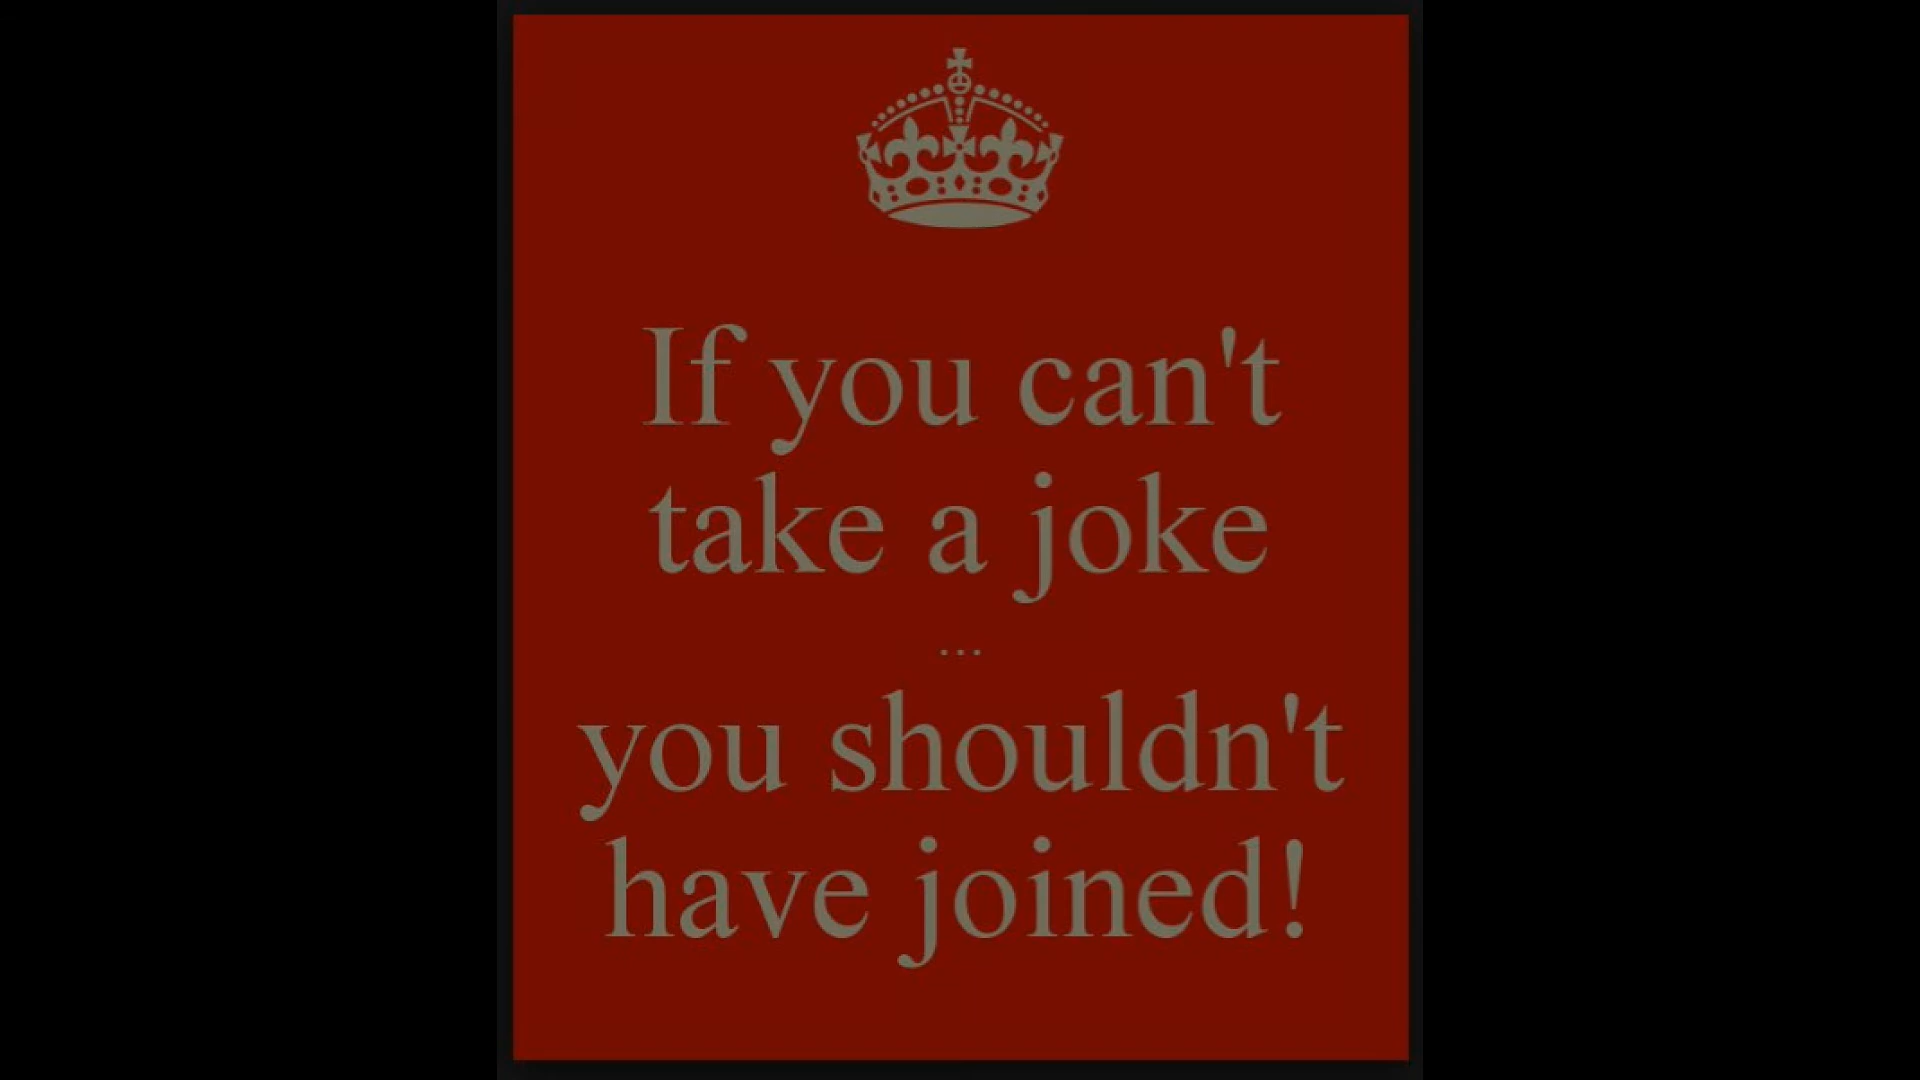 If you can't
take a joke
...
you shouldn't
have joined!